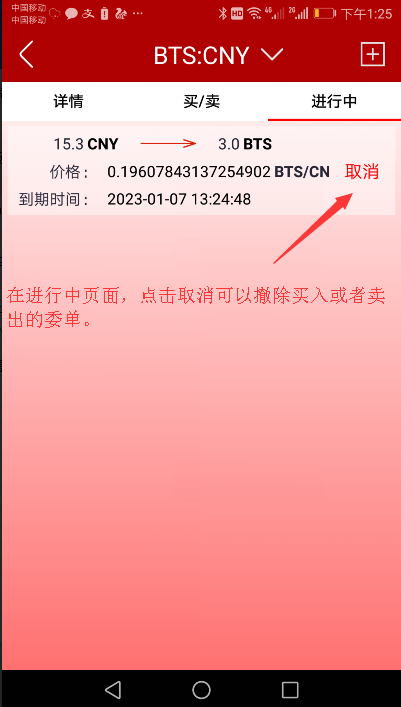 中国移动
中国移动
HD 4G 2G 下午1:25
BTS:CNY
详情 买/卖 进行中
15.3 CNY 3.0 BTS
价格: 0.19607843137254902 BTS/CN 取消
到期时间: 2023-01-07 13:24:48
在进行中页面，点击取消可以撤除买入或者卖
出的委单。